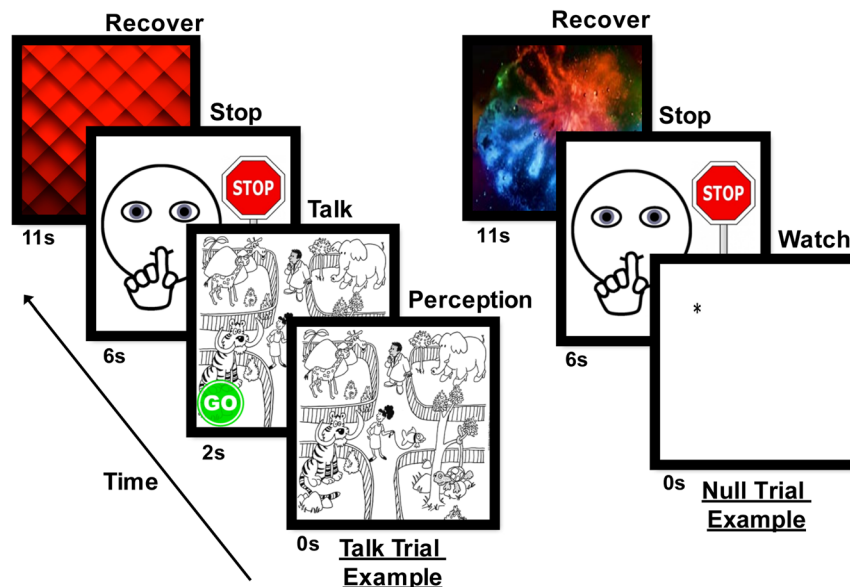 Recover
Stop
STOP
11s
Talk
6s
GO
Perception
2s
Time
0s
Talk Trial
Example
Recover
Stop
STOP
11s
Watch
6s
*
0s
Null Trial
Example